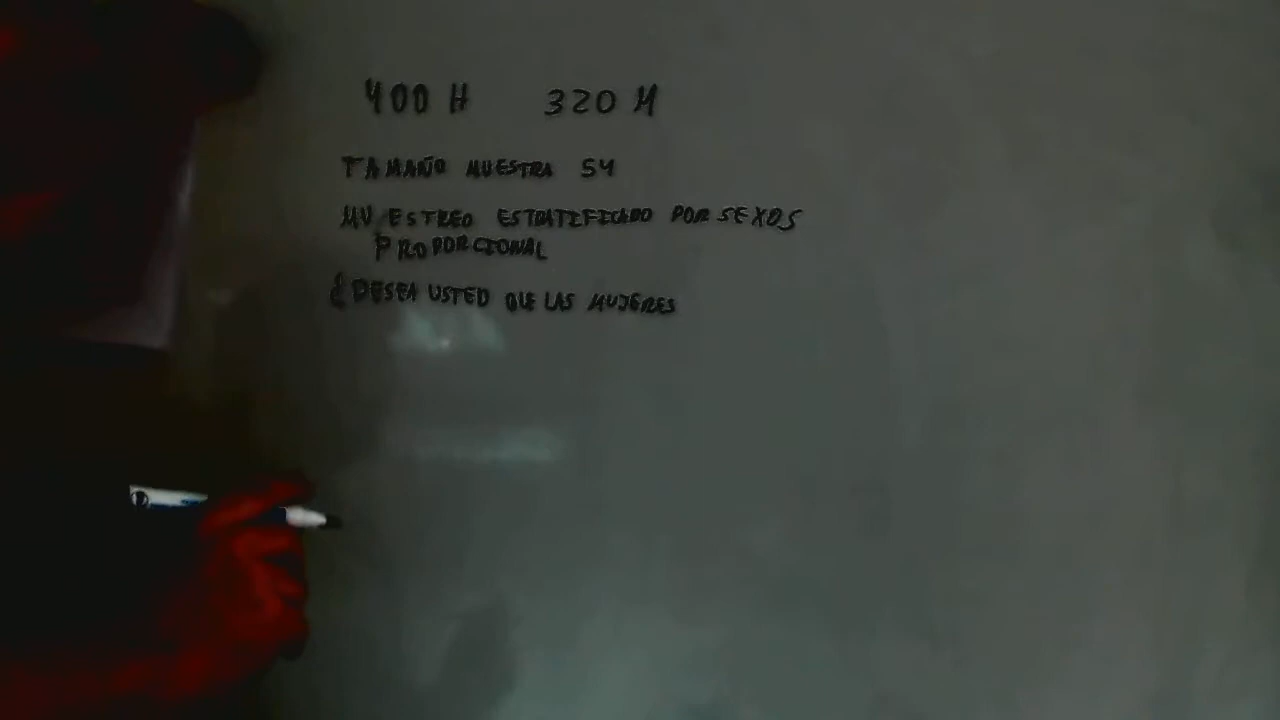 400 H 320 M
TAMAÑO MUESTRA 54
MUESTREO ESTRATIFICADO POR SEXOS
PROPORCIONAL
¿DESEA USTED QUE LAS MUJERES